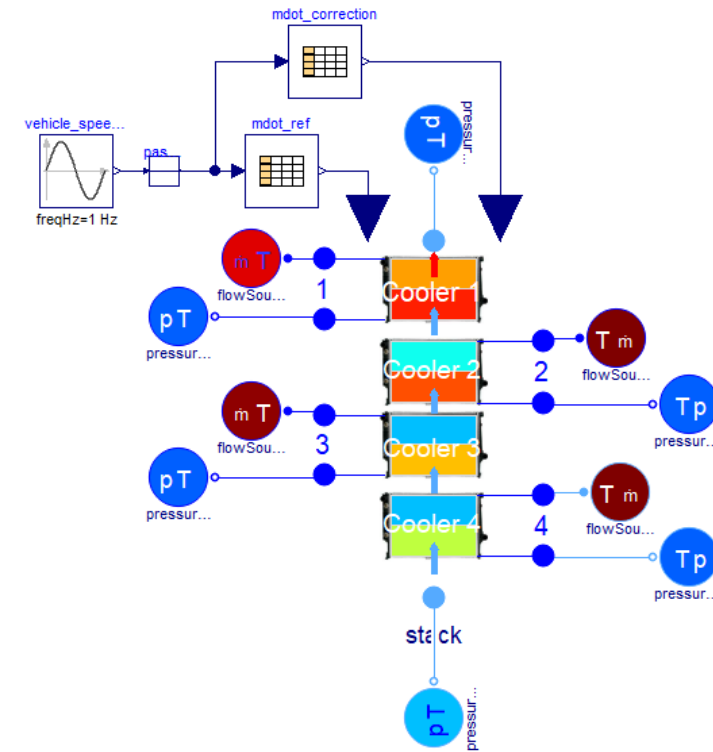 mdot_correction
pressur...
pT
vehicle_spee...
pas
mdot_ref
freqHz=1 Hz
ṁ T
flowSou...
1
Cooler 1
pT
pressur...
Cooler 2
2
T ṁ
flowSou...
ṁ T
flowSou...
3
Cooler 3
Tp
pressur...
pT
pressur...
Cooler 4
4
T ṁ
flowSou...
Tp
pressur...
stack
pT
pressur...